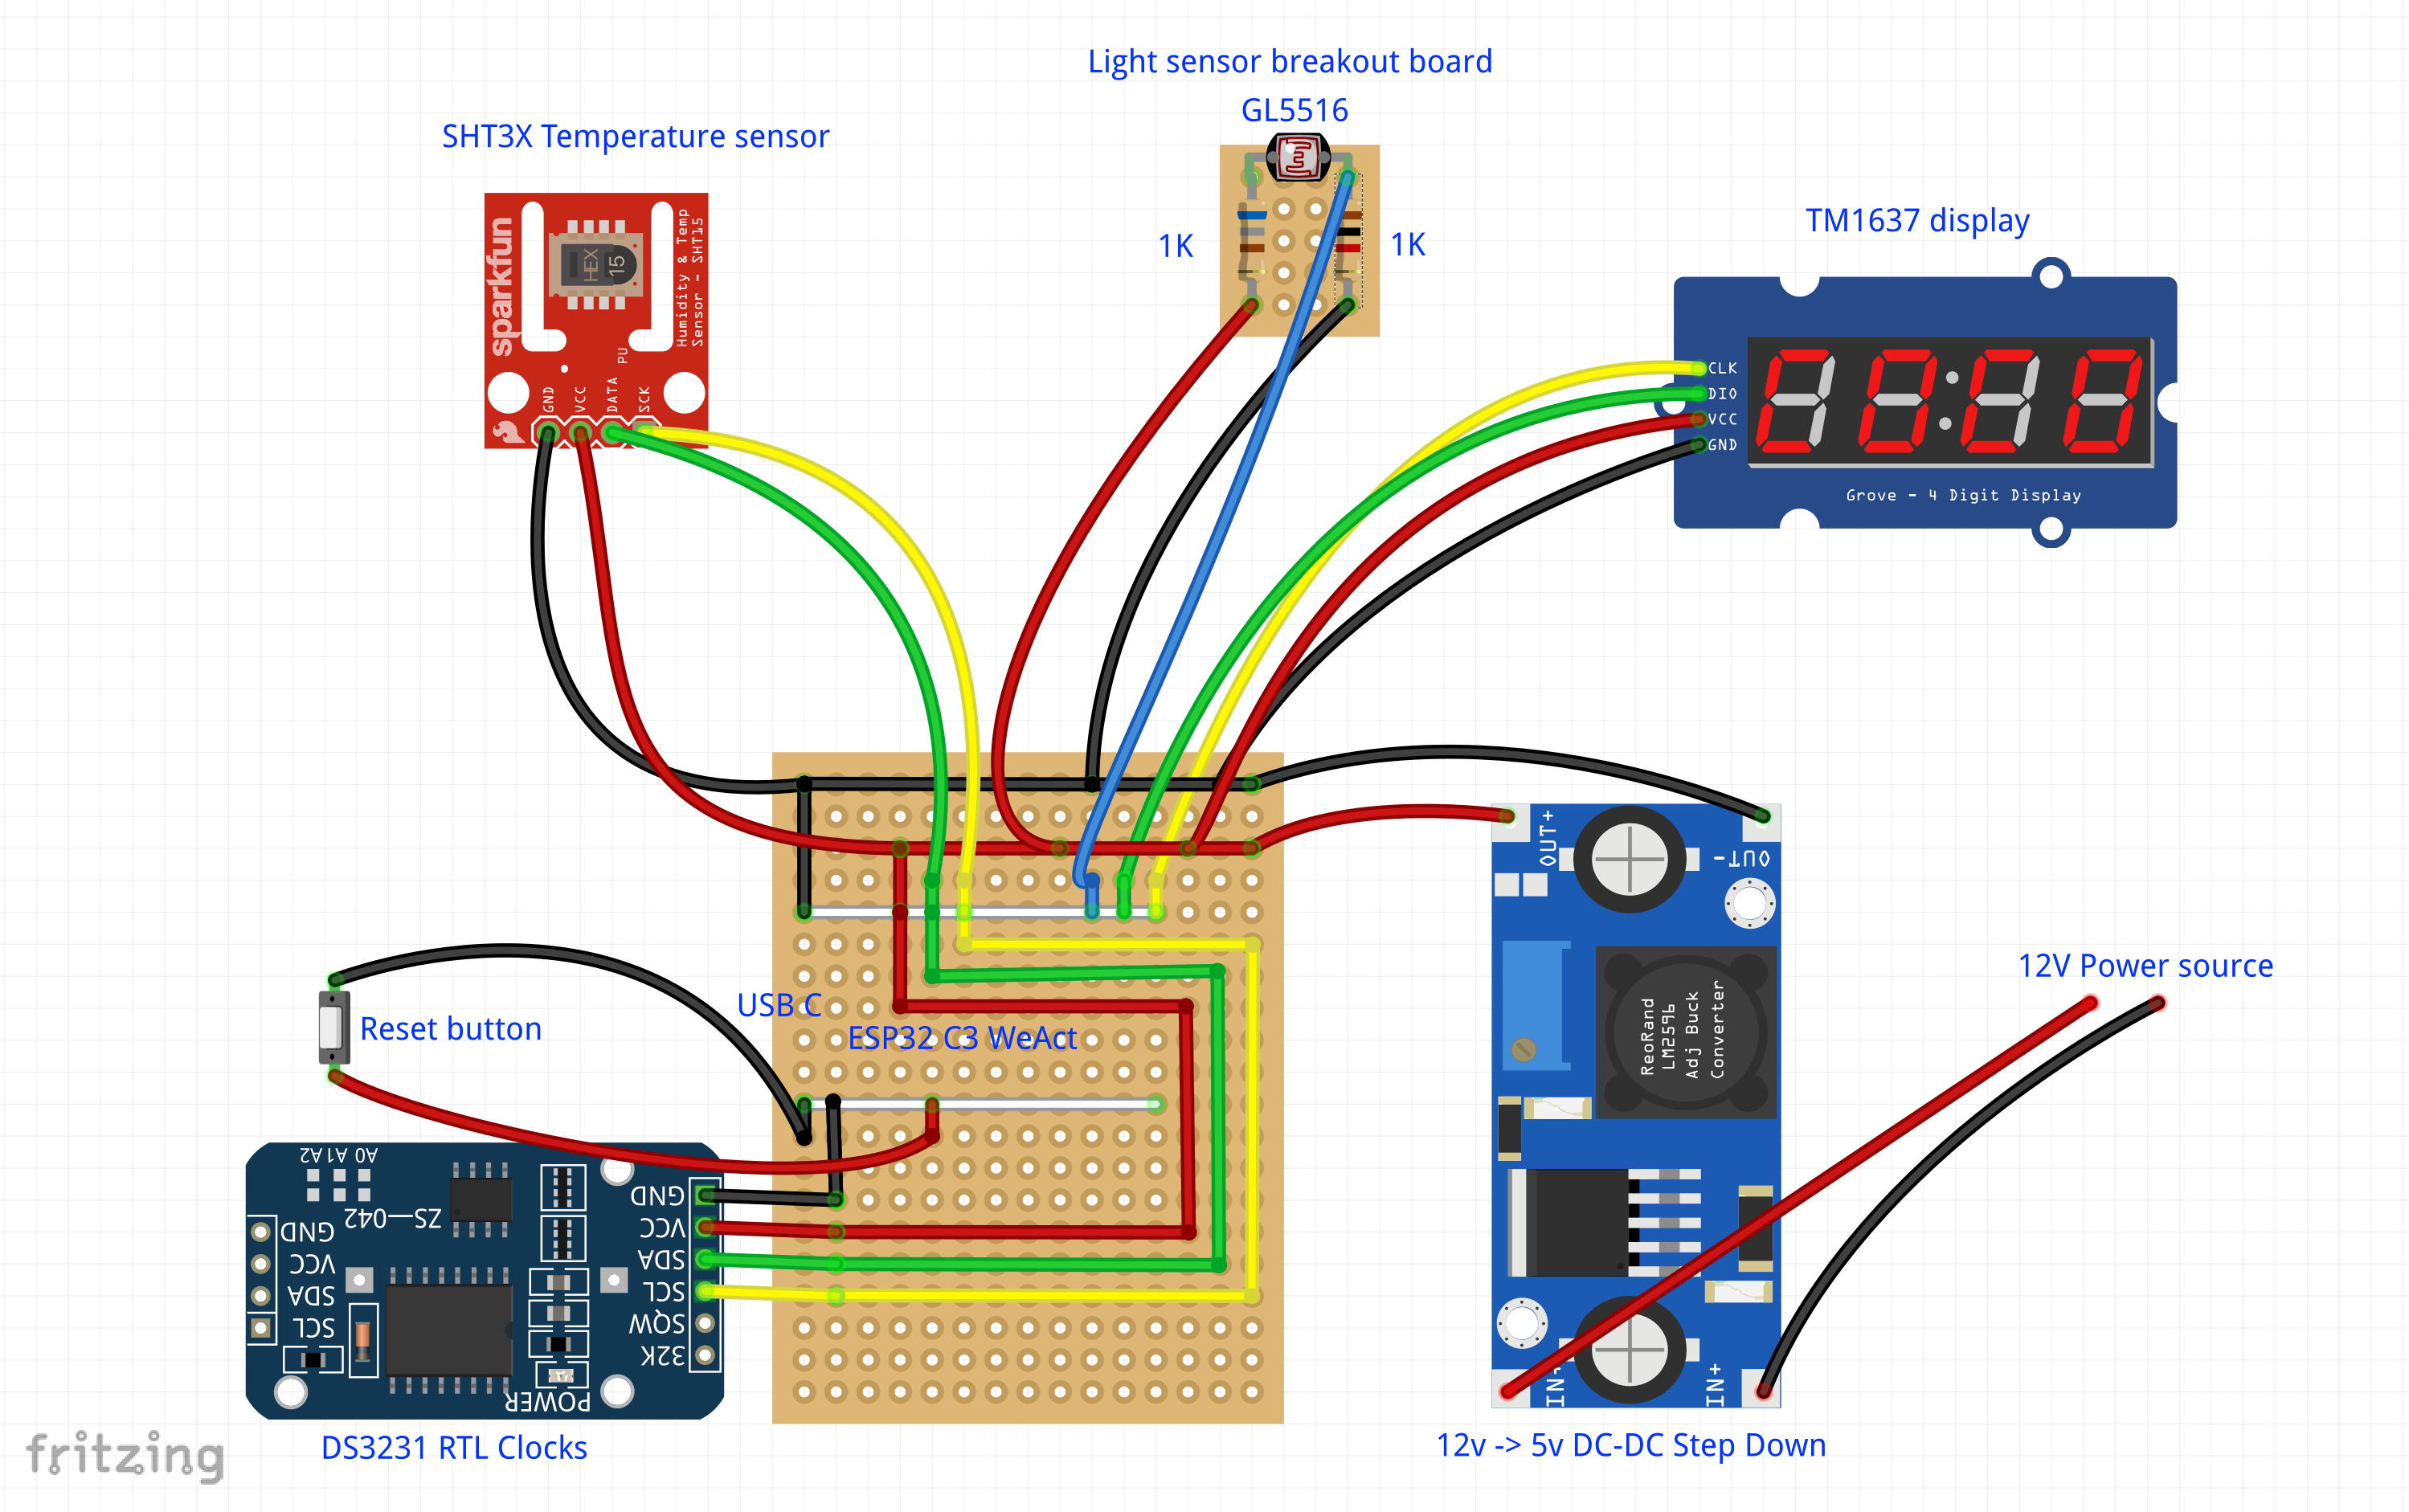 Light sensor breakout board
GL5516
SHT3X Temperature sensor
1K
1K
TM1637 display
sparkfun
HEX
15
Humidity & Temp
Sensor - SHT15
PU
GND
VCC
DATA
SCK
CLK
DIO
VCC
GND
Grove - 4 Digit Display
OUT+
OUT-
ReoRand
LM2596
Adj Buck
Converter
IN+
12V Power source
USB C
ESP32 C3 WeAct
Reset button
A0 A1 A2
ZS-042
GND
VCC
SDA
SCL
GND
VCC
SDA
SCL
SQW
32K
POWER
DS3231 RTL Clocks
12v -> 5v DC-DC Step Down
fritzing